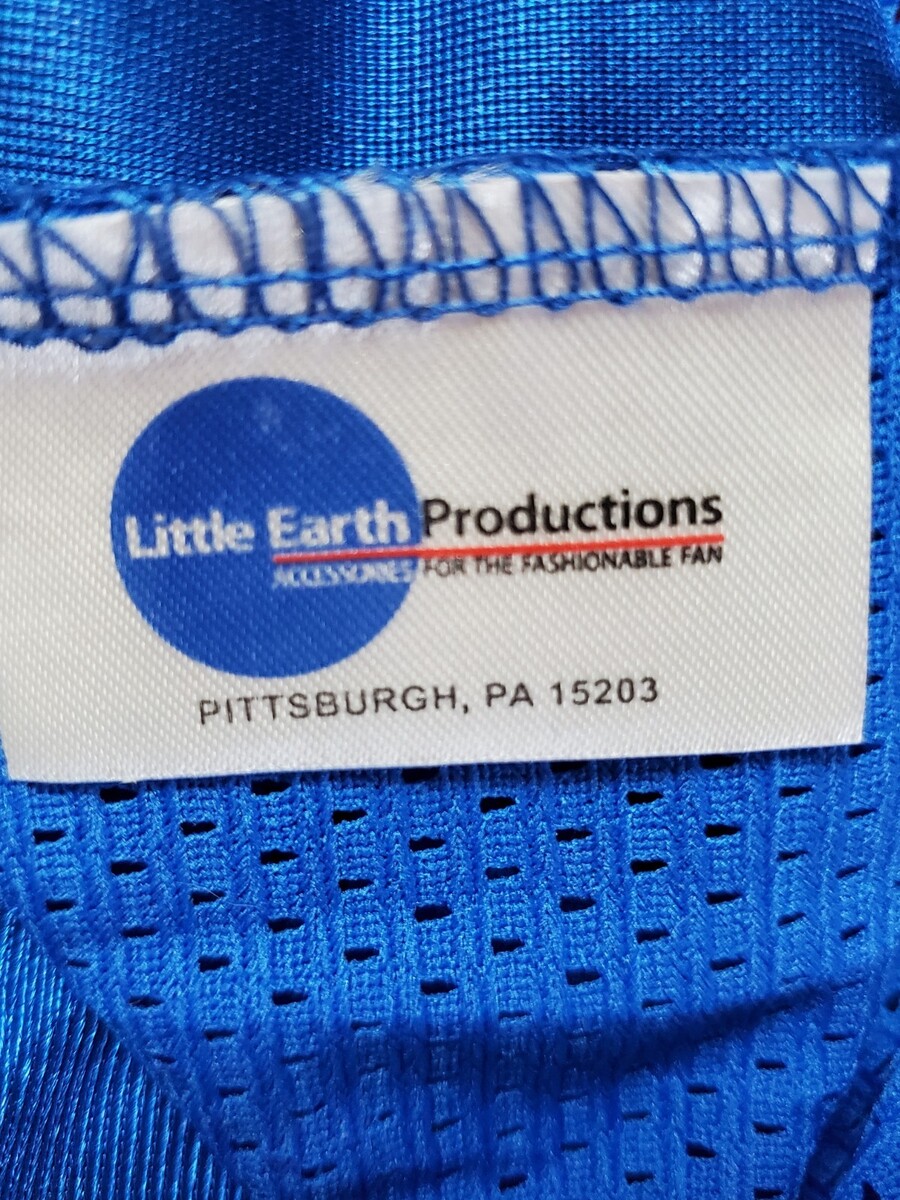 Little Earth Productions
ACCESSORIES FOR THE FASHIONABLE FAN
PITTSBURGH, PA 15203